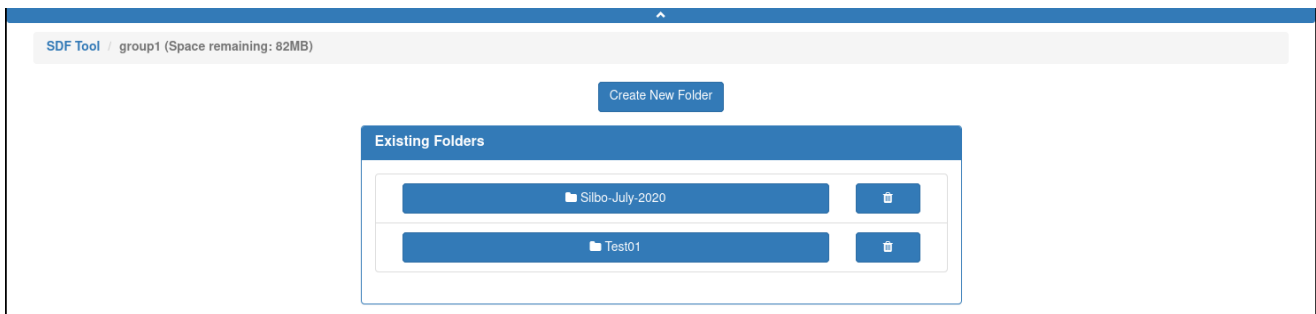 SDF Tool / group1 (Space remaining: 82MB)
Create New Folder
Existing Folders
Silbo-July-2020
Test01